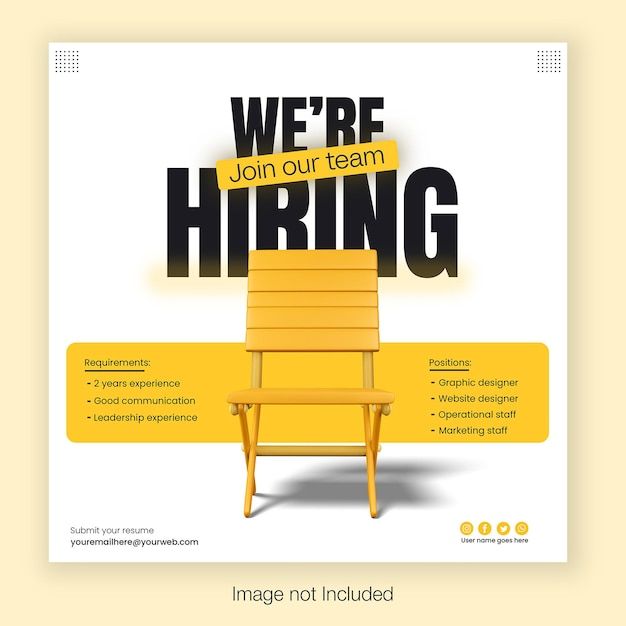 WE'RE
Join our team
HIRING
Requirements:
- 2 years experience
- Good communication
- Leadership experience
Positions:
- Graphic designer
- Website designer
- Operational staff
- Marketing staff
Submit your resume
youremailhere@yourweb.com
User name goes here
Image not Included